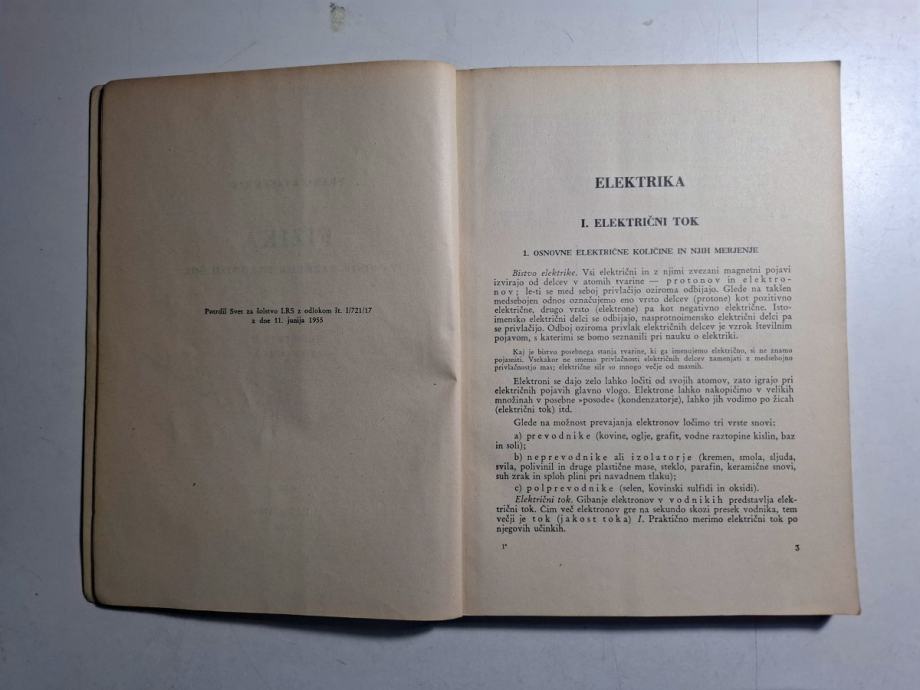 Potrdil Svet za šolstvo LRS z odlokom št. 1/721/17
z dne 11. junija 1955
ELEKTRIKA
I. ELEKTRIČNI TOK
1. OSNOVNE ELEKTRIČNE KOLIČINE IN NJIH MERJENJE
Bistvo elektrike. Vsi električni in z njimi zvezani magnetni pojavi
izvirajo od delcev v atomih tvarine — protonov in elektro-
nov; le-ti se med seboj privlačijo oziroma odbijajo. Glede na takšen
medsebojen odnos označujemo eno vrsto delcev (protone) kot pozitivno
električne, drugo vrsto (elektrone) pa kot negativno električne. Isto-
imensko električni delci se odbijajo, nasprotnoimensko električni delci pa
se privlačijo. Odboj oziroma privlak električnih delcev je vzrok številnim
pojavom, s katerimi se bomo seznanili pri nauku o elektriki.
Kaj je bistvo posebnega stanja tvarine, ki ga imenujemo električno, si ne znamo
pojasniti. Vsekakor ne smemo privlačnosti električnih delcev zamenjati z medsebojno
privlačnostjo mas; električne sile so mnogo večje od masnih.
Elektroni se dajo zelo lahko ločiti od svojih atomov, zato igrajo pri
električnih pojavih glavno vlogo. Elektrone lahko nakopičimo v velikih
množinah v posebne »posode« (kondenzatorje), lahko jih vodimo po žicah
(električni tok) itd.
Glede na možnost prevajanja elektronov ločimo tri vrste snovi:
a) prevodnike (kovine, oglje, grafit, vodne raztopine kislin, baz
in soli);
b) neprevodnike ali izolatorje (kremen, smola, sljuda,
svila, polivinil in druge plastične mase, steklo, parafin, keramične snovi,
suh zrak in sploh plini pri navadnem tlaku);
c) polprevodnike (selen, kovinski sulfidi in oksidi).
Električni tok. Gibanje elektronov v vodnikih predstavlja elek-
trični tok. Čim več elektronov gre na sekundo skozi presek vodnika, tem
večji je tok (jakost toka) I. Praktično merimo električni tok po
njegovih učinkih.
1*
3